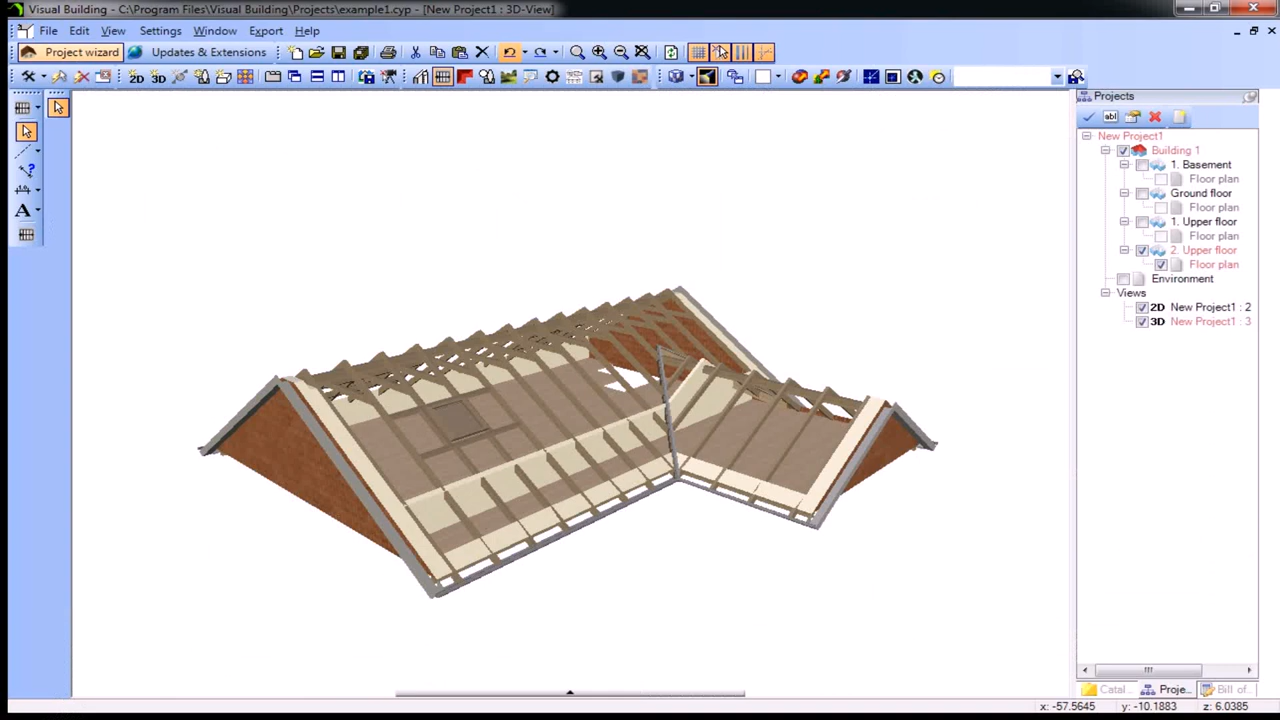 Visual Building - C:\Program Files\Visual Building\Projects\example1.cyp - [New Project1 : 3D-View]
File Edit View Settings Window Export Help
Project wizard Updates & Extensions
2D 3D
abl
A
Projects
New Project1
Building 1
1. Basement
Floor plan
Ground floor
Floor plan
1. Upper floor
Floor plan
2. Upper floor
Floor plan
Environment
Views
2D New Project1 : 2
3D New Project1 : 3
Catal... Proje... Bill of...
x: -57.5645 y: -10.1883 z: 6.0385